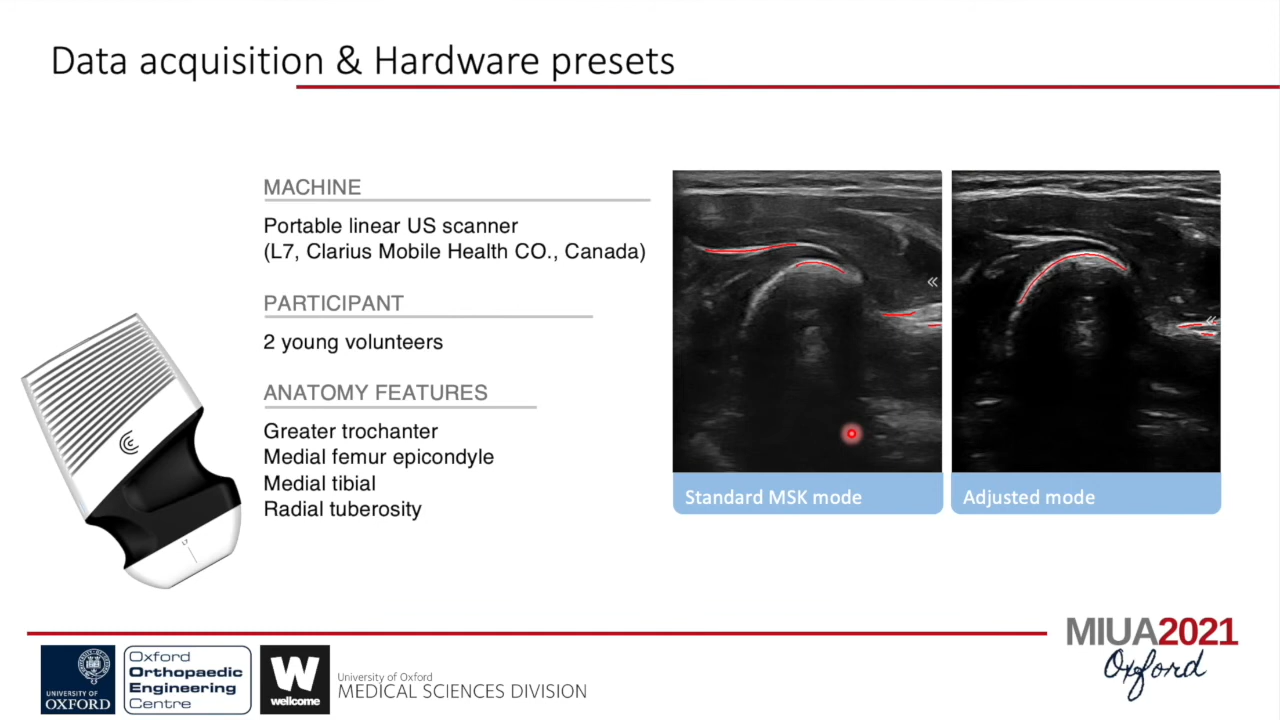 Data acquisition & Hardware presets
MACHINE
Portable linear US scanner
(L7, Clarius Mobile Health CO., Canada)
PARTICIPANT
2 young volunteers
ANATOMY FEATURES
Greater trochanter
Medial femur epicondyle
Medial tibial
Radial tuberosity
L7
Standard MSK mode
Adjusted mode
MIUA2021
Oxford
UNIVERSITY OF
OXFORD
Oxford
Orthopaedic
Engineering
Centre
W
wellcome
University of Oxford
MEDICAL SCIENCES DIVISION